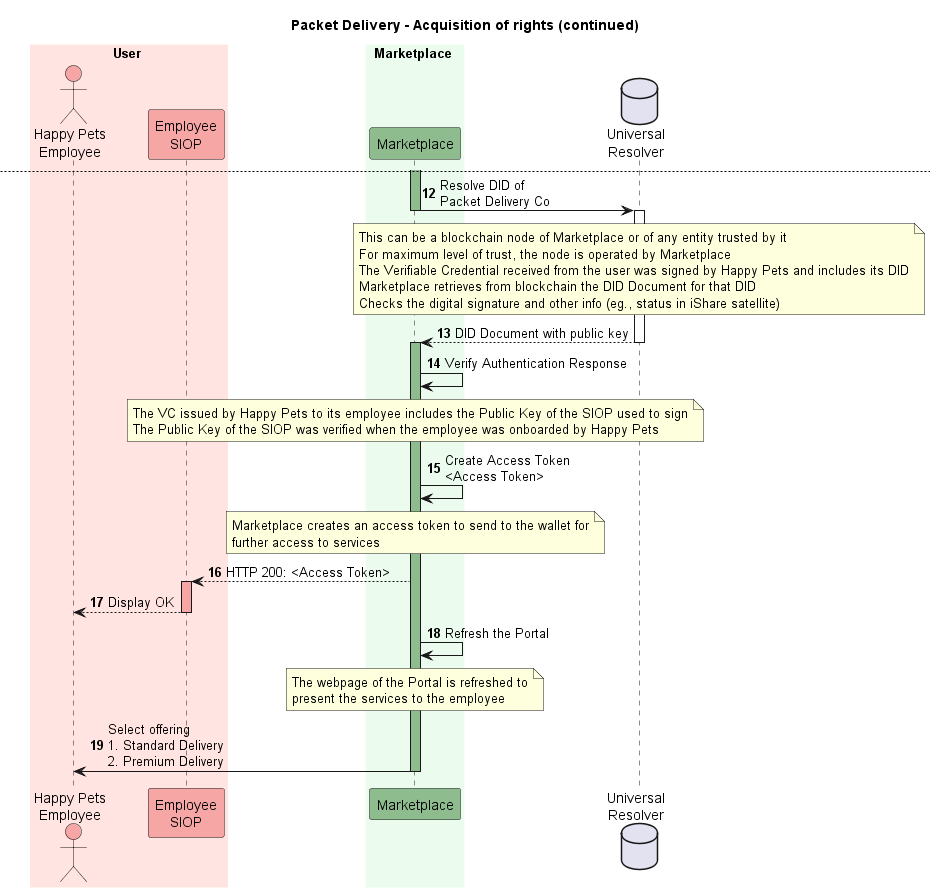 Packet Delivery - Acquisition of rights (continued)
User
Marketplace
Happy Pets
Employee
Employee
SIOP
Marketplace
Universal
Resolver
12 Resolve DID of
Packet Delivery Co
This can be a blockchain node of Marketplace or of any entity trusted by it
For maximum level of trust, the node is operated by Marketplace
The Verifiable Credential received from the user was signed by Happy Pets and includes its DID
Marketplace retrieves from blockchain the DID Document for that DID
Checks the digital signature and other info (eg., status in iShare satellite)
13 DID Document with public key
14 Verify Authentication Response
The VC issued by Happy Pets to its employee includes the Public Key of the SIOP used to sign
The Public Key of the SIOP was verified when the employee was onboarded by Happy Pets
15 Create Access Token
<Access Token>
Marketplace creates an access token to send to the wallet for
further access to services
16 HTTP 200: <Access Token>
17 Display OK
18 Refresh the Portal
The webpage of the Portal is refreshed to
present the services to the employee
Select offering
19 1. Standard Delivery
2. Premium Delivery
Happy Pets
Employee
Employee
SIOP
Marketplace
Universal
Resolver